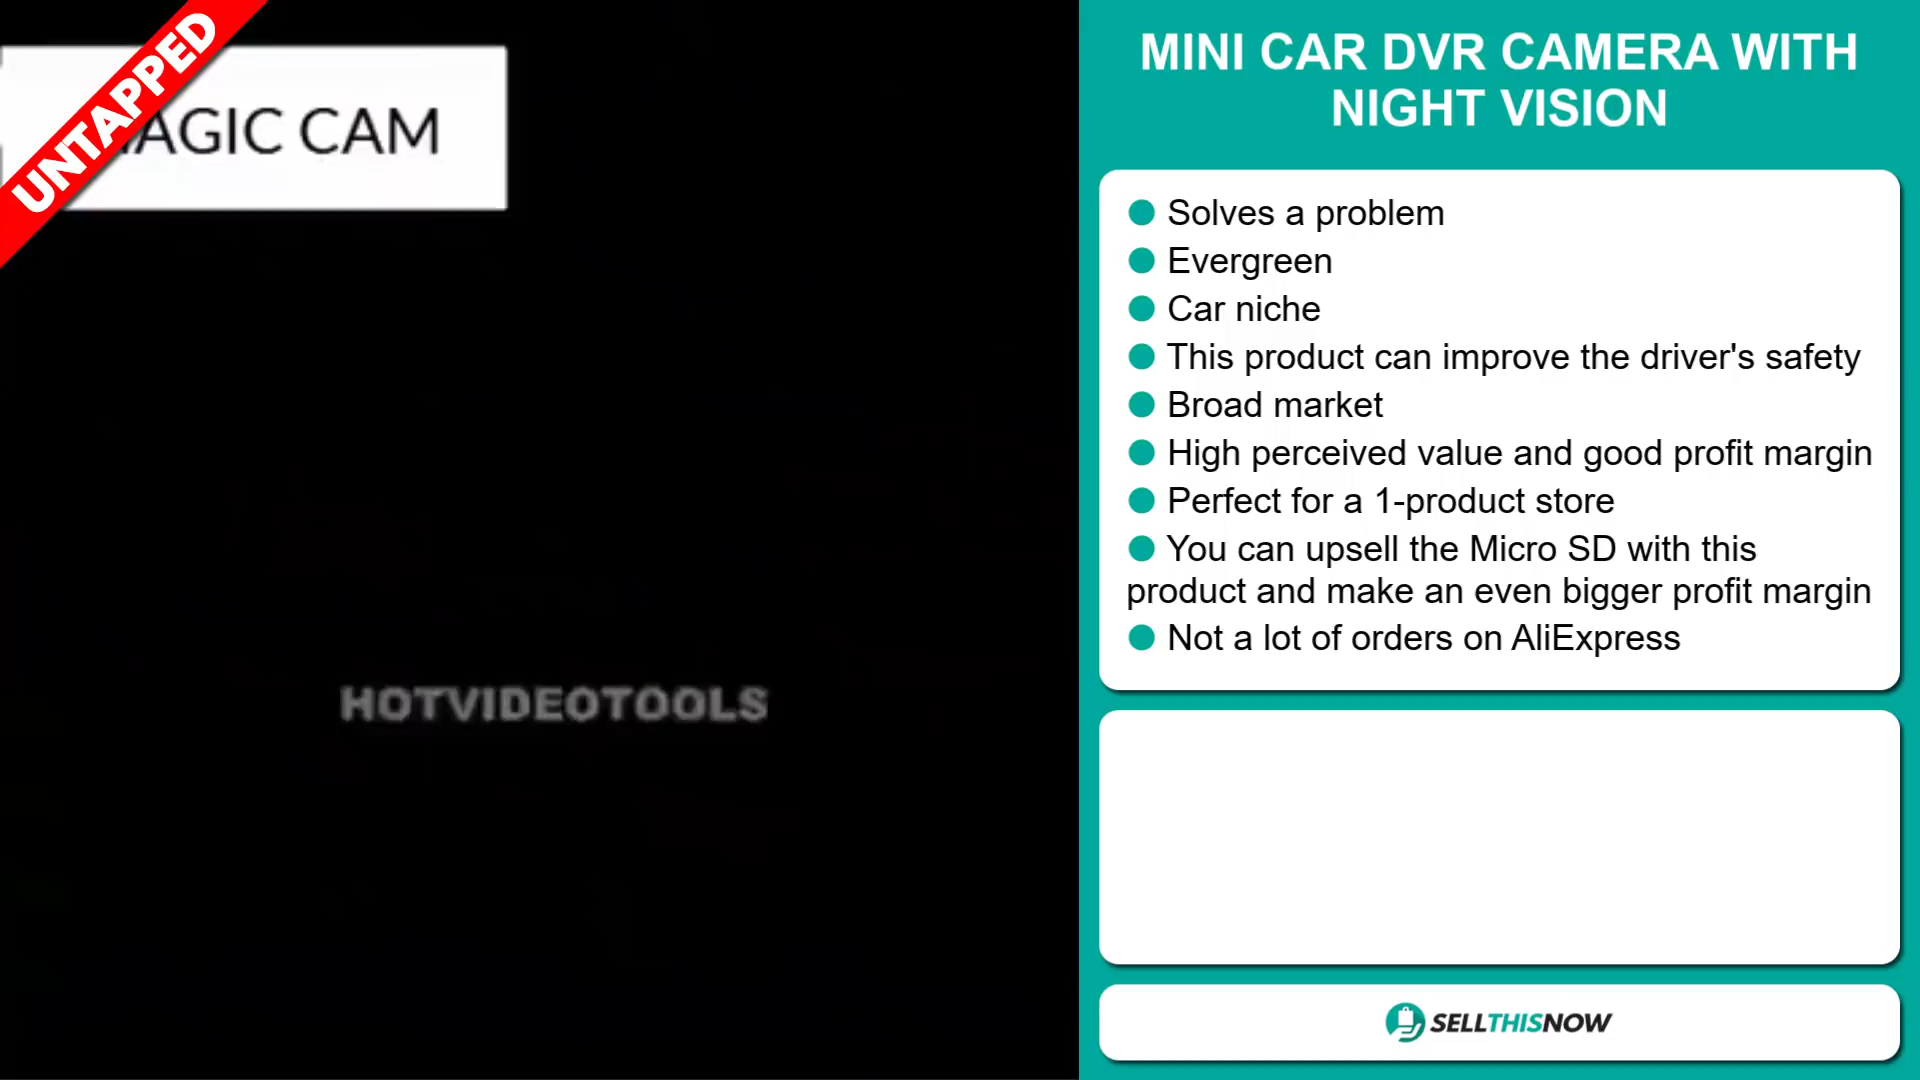 UNTAPPED
AGIC CAM
HOTVIDEOTOOLS
MINI CAR DVR CAMERA WITH
NIGHT VISION
● Solves a problem
● Evergreen
● Car niche
● This product can improve the driver's safety
● Broad market
● High perceived value and good profit margin
● Perfect for a 1-product store
● You can upsell the Micro SD with this
product and make an even bigger profit margin
● Not a lot of orders on AliExpress
SELLTHISNOW